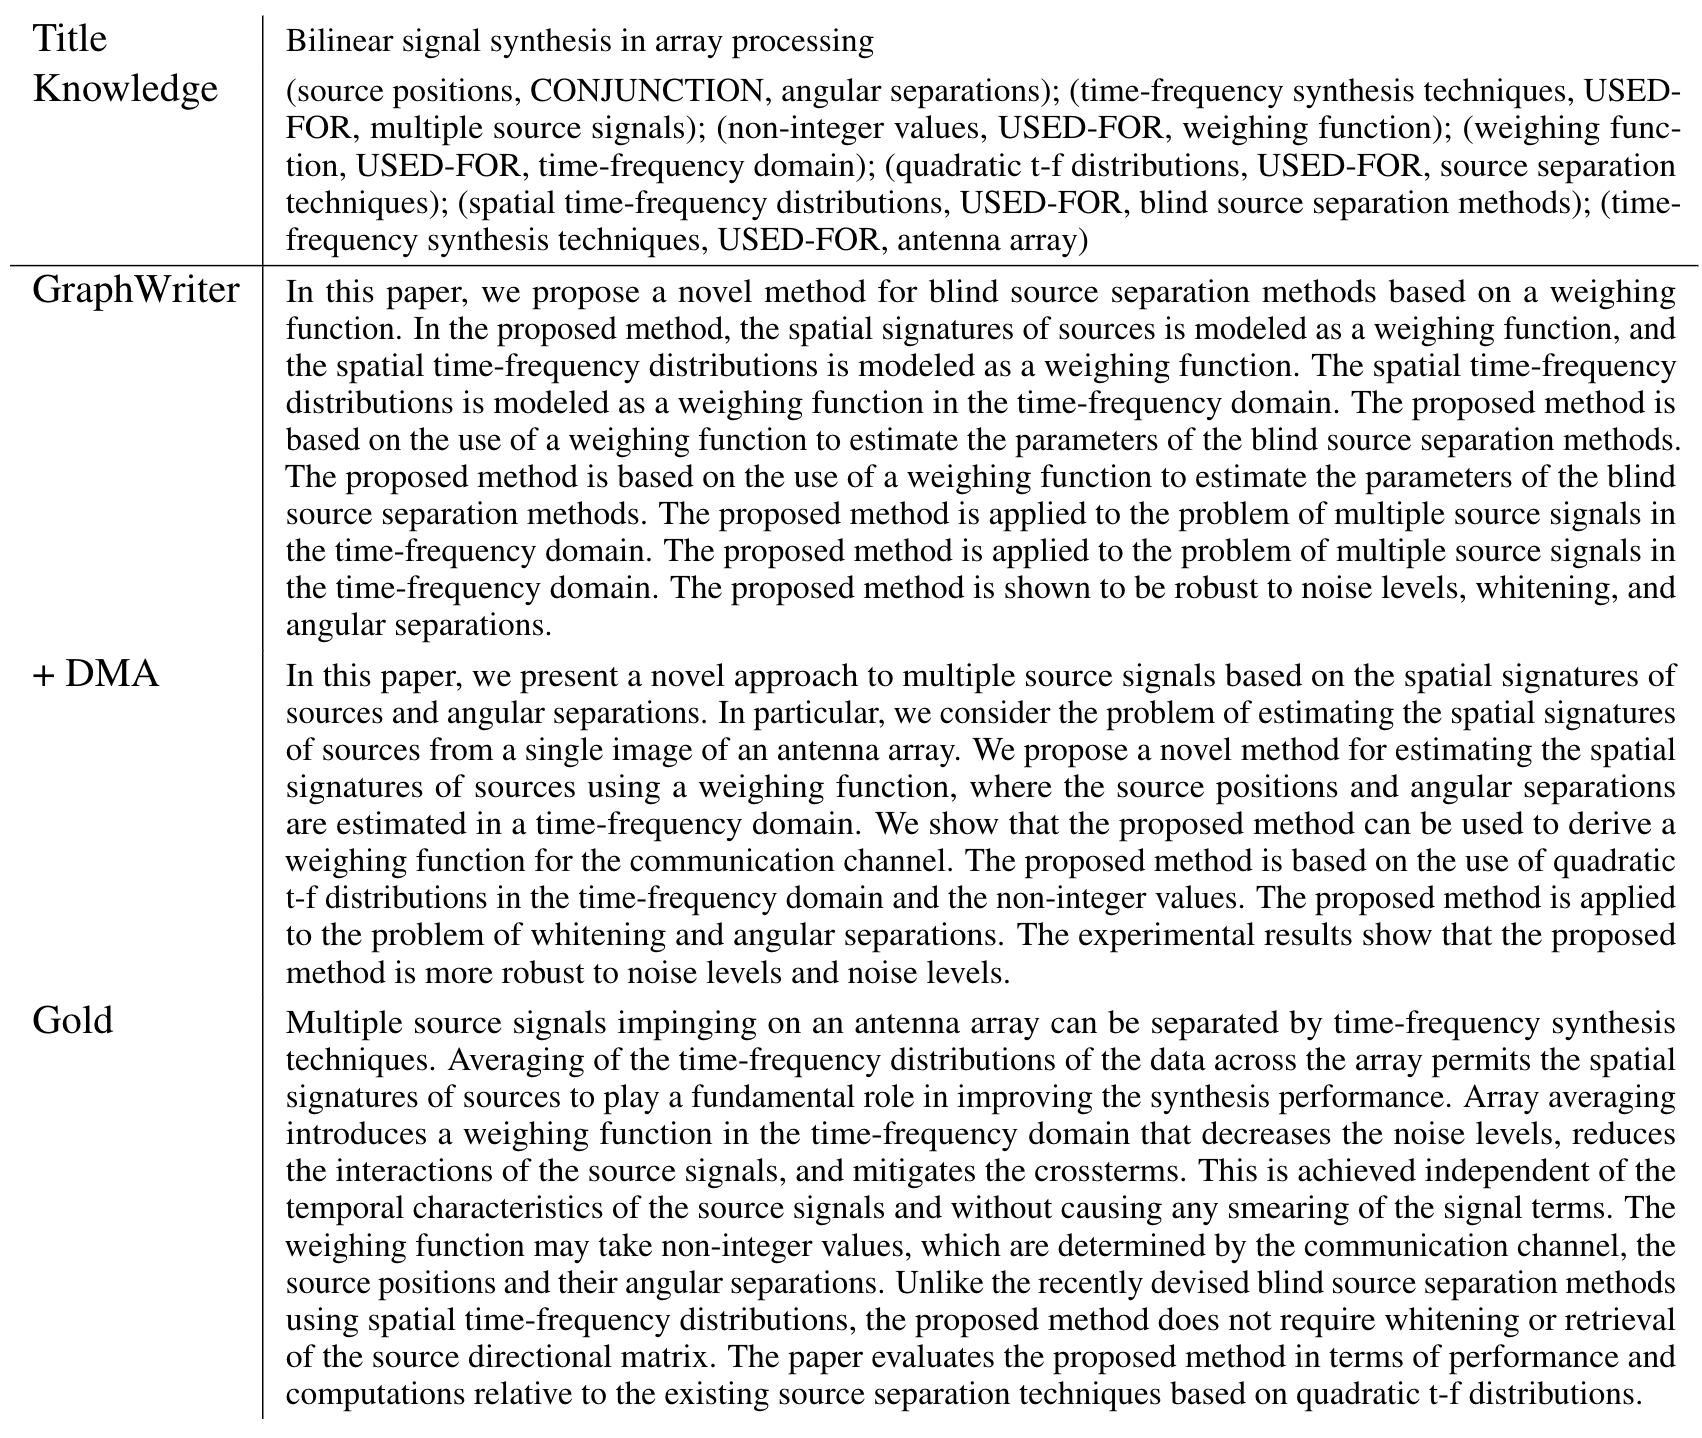 Title Bilinear signal synthesis in array processing
Knowledge (source positions, CONJUNCTION, angular separations); (time-frequency synthesis techniques, USED-
FOR, multiple source signals); (non-integer values, USED-FOR, weighing function); (weighing func-
tion, USED-FOR, time-frequency domain); (quadratic t-f distributions, USED-FOR, source separation
techniques); (spatial time-frequency distributions, USED-FOR, blind source separation methods); (time-
frequency synthesis techniques, USED-FOR, antenna array)
GraphWriter In this paper, we propose a novel method for blind source separation methods based on a weighing
function. In the proposed method, the spatial signatures of sources is modeled as a weighing function, and
the spatial time-frequency distributions is modeled as a weighing function. The spatial time-frequency
distributions is modeled as a weighing function in the time-frequency domain. The proposed method is
based on the use of a weighing function to estimate the parameters of the blind source separation methods.
The proposed method is based on the use of a weighing function to estimate the parameters of the blind
source separation methods. The proposed method is applied to the problem of multiple source signals in
the time-frequency domain. The proposed method is applied to the problem of multiple source signals in
the time-frequency domain. The proposed method is shown to be robust to noise levels, whitening, and
angular separations.
+ DMA In this paper, we present a novel approach to multiple source signals based on the spatial signatures of
sources and angular separations. In particular, we consider the problem of estimating the spatial signatures
of sources from a single image of an antenna array. We propose a novel method for estimating the spatial
signatures of sources using a weighing function, where the source positions and angular separations
are estimated in a time-frequency domain. We show that the proposed method can be used to derive a
weighing function for the communication channel. The proposed method is based on the use of quadratic
t-f distributions in the time-frequency domain and the non-integer values. The proposed method is applied
to the problem of whitening and angular separations. The experimental results show that the proposed
method is more robust to noise levels and noise levels.
Gold Multiple source signals impinging on an antenna array can be separated by time-frequency synthesis
techniques. Averaging of the time-frequency distributions of the data across the array permits the spatial
signatures of sources to play a fundamental role in improving the synthesis performance. Array averaging
introduces a weighing function in the time-frequency domain that decreases the noise levels, reduces
the interactions of the source signals, and mitigates the crossterms. This is achieved independent of the
temporal characteristics of the source signals and without causing any smearing of the signal terms. The
weighing function may take non-integer values, which are determined by the communication channel, the
source positions and their angular separations. Unlike the recently devised blind source separation methods
using spatial time-frequency distributions, the proposed method does not require whitening or retrieval
of the source directional matrix. The paper evaluates the proposed method in terms of performance and
computations relative to the existing source separation techniques based on quadratic t-f distributions.